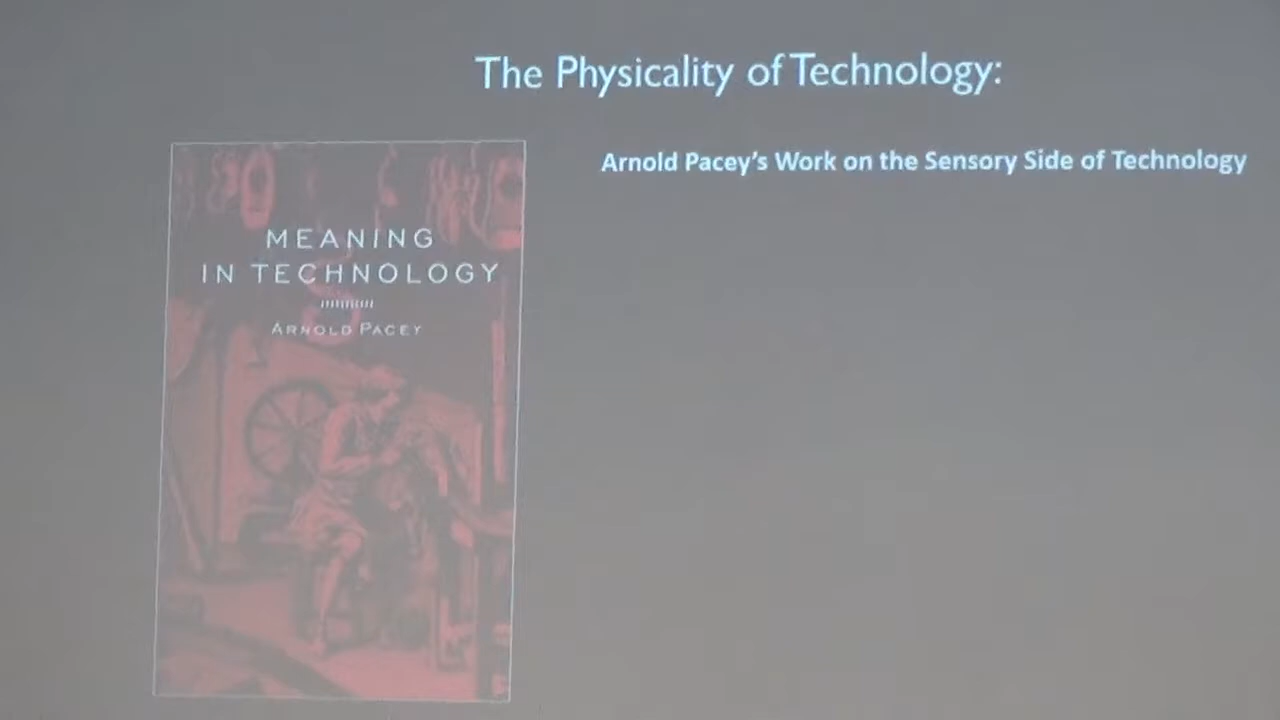 The Physicality of Technology:
Arnold Pacey's Work on the Sensory Side of Technology
MEANING
IN TECHNOLOGY
ARNOLD PACEY